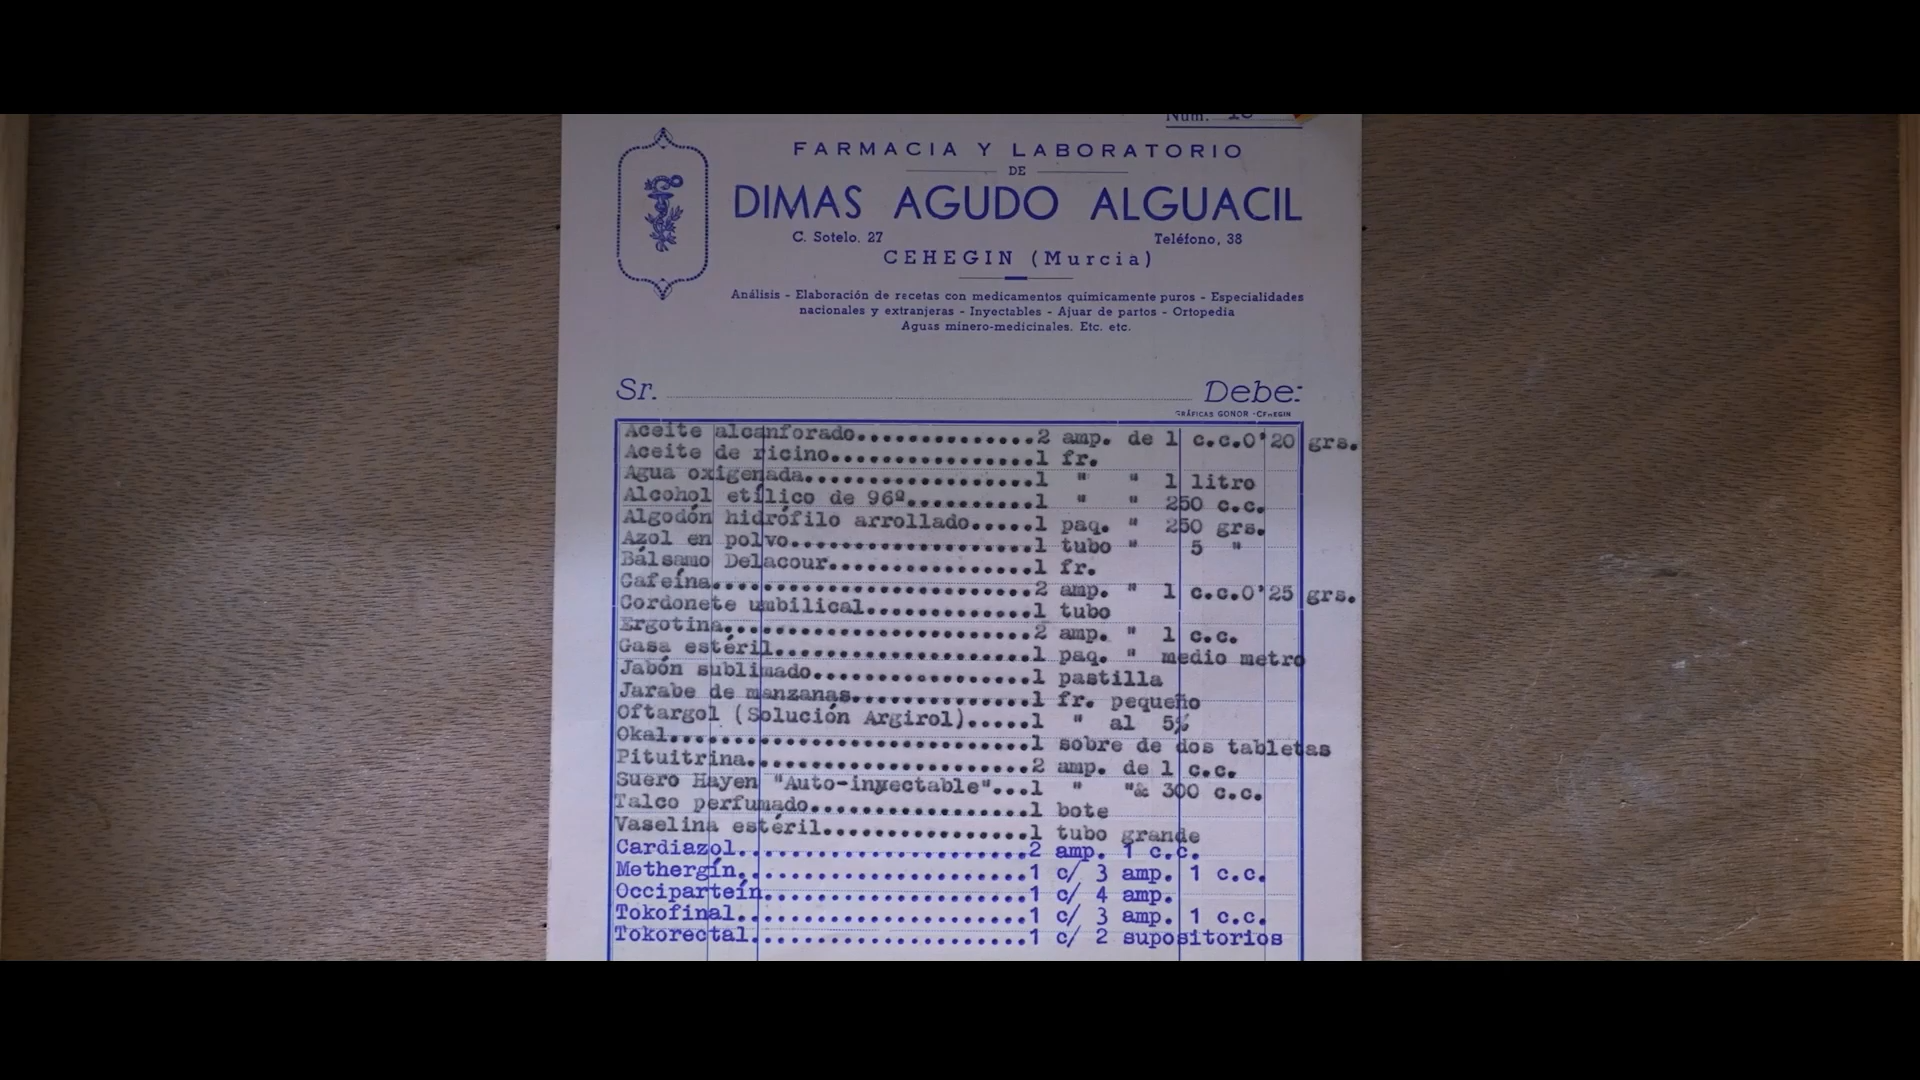 Núm. 18
FARMACIA Y LABORATORIO
DE
DIMAS AGUDO ALGUACIL
C. Sotelo. 27 Teléfono, 38
CEHEGIN (Murcia)
Análisis - Elaboración de recetas con medicamentos químicamente puros - Especialidades
nacionales y extranjeras - Inyectables - Ajuar de partos - Ortopedia
Aguas minero-medicinales. Etc. etc.
Sr. Debe:
GRÁFICAS GONOR - CEHEGIN
Aceite alcanforado..............2 amp. de 1 c.c.0'20 grs.
Aceite de ricino................1 fr.
Agua oxigenada..................1 " " 1 litro
Alcohol etílico de 96º..........1 " " 250 c.c.
Algodón hidrófilo arrollado.....1 paq. " 250 grs.
Azol en polvo...................1 tubo " 5 "
Bálsamo Delacour................1 fr.
Cafeína.........................2 amp. " 1 c.c.0'25 grs.
Cordonete umbilical.............1 tubo
Ergotina........................2 amp. " 1 c.c.
Gasa estéril....................1 paq. " medio metro
Jabón sublimado.................1 pastilla
Jarabe de manzanas..............1 fr. pequeño
Oftargol (Solución Argirol).....1 " al 5%
Okal............................1 sobre de dos tabletas
Pituitrina......................2 amp. de 1 c.c.
Suero Hayen "Auto-inyectable"...1 " " 300 c.c.
Talco perfumado.................1 bote
Vaselina estéril................1 tubo grande
Cardiazol......................2 amp. 1 c.c.
Methergín......................1 c/ 3 amp. 1 c.c.
Occiparteín....................1 c/ 4 amp.
Tokofinal......................1 c/ 3 amp. 1 c.c.
Tokorectal.....................1 c/ 2 supositorios